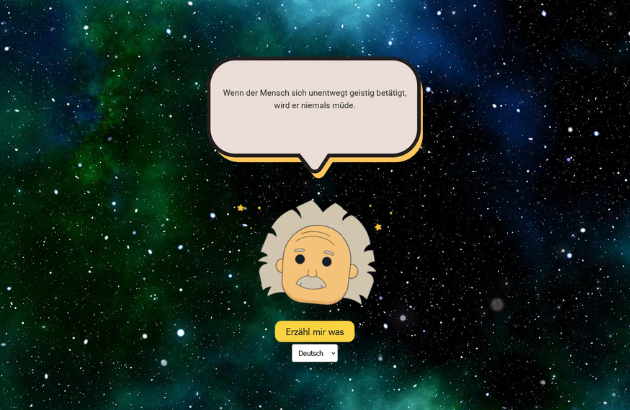 Wenn der Mensch sich unentwegt geistig betätigt,
wird er niemals müde.
Erzähl mir was
Deutsch